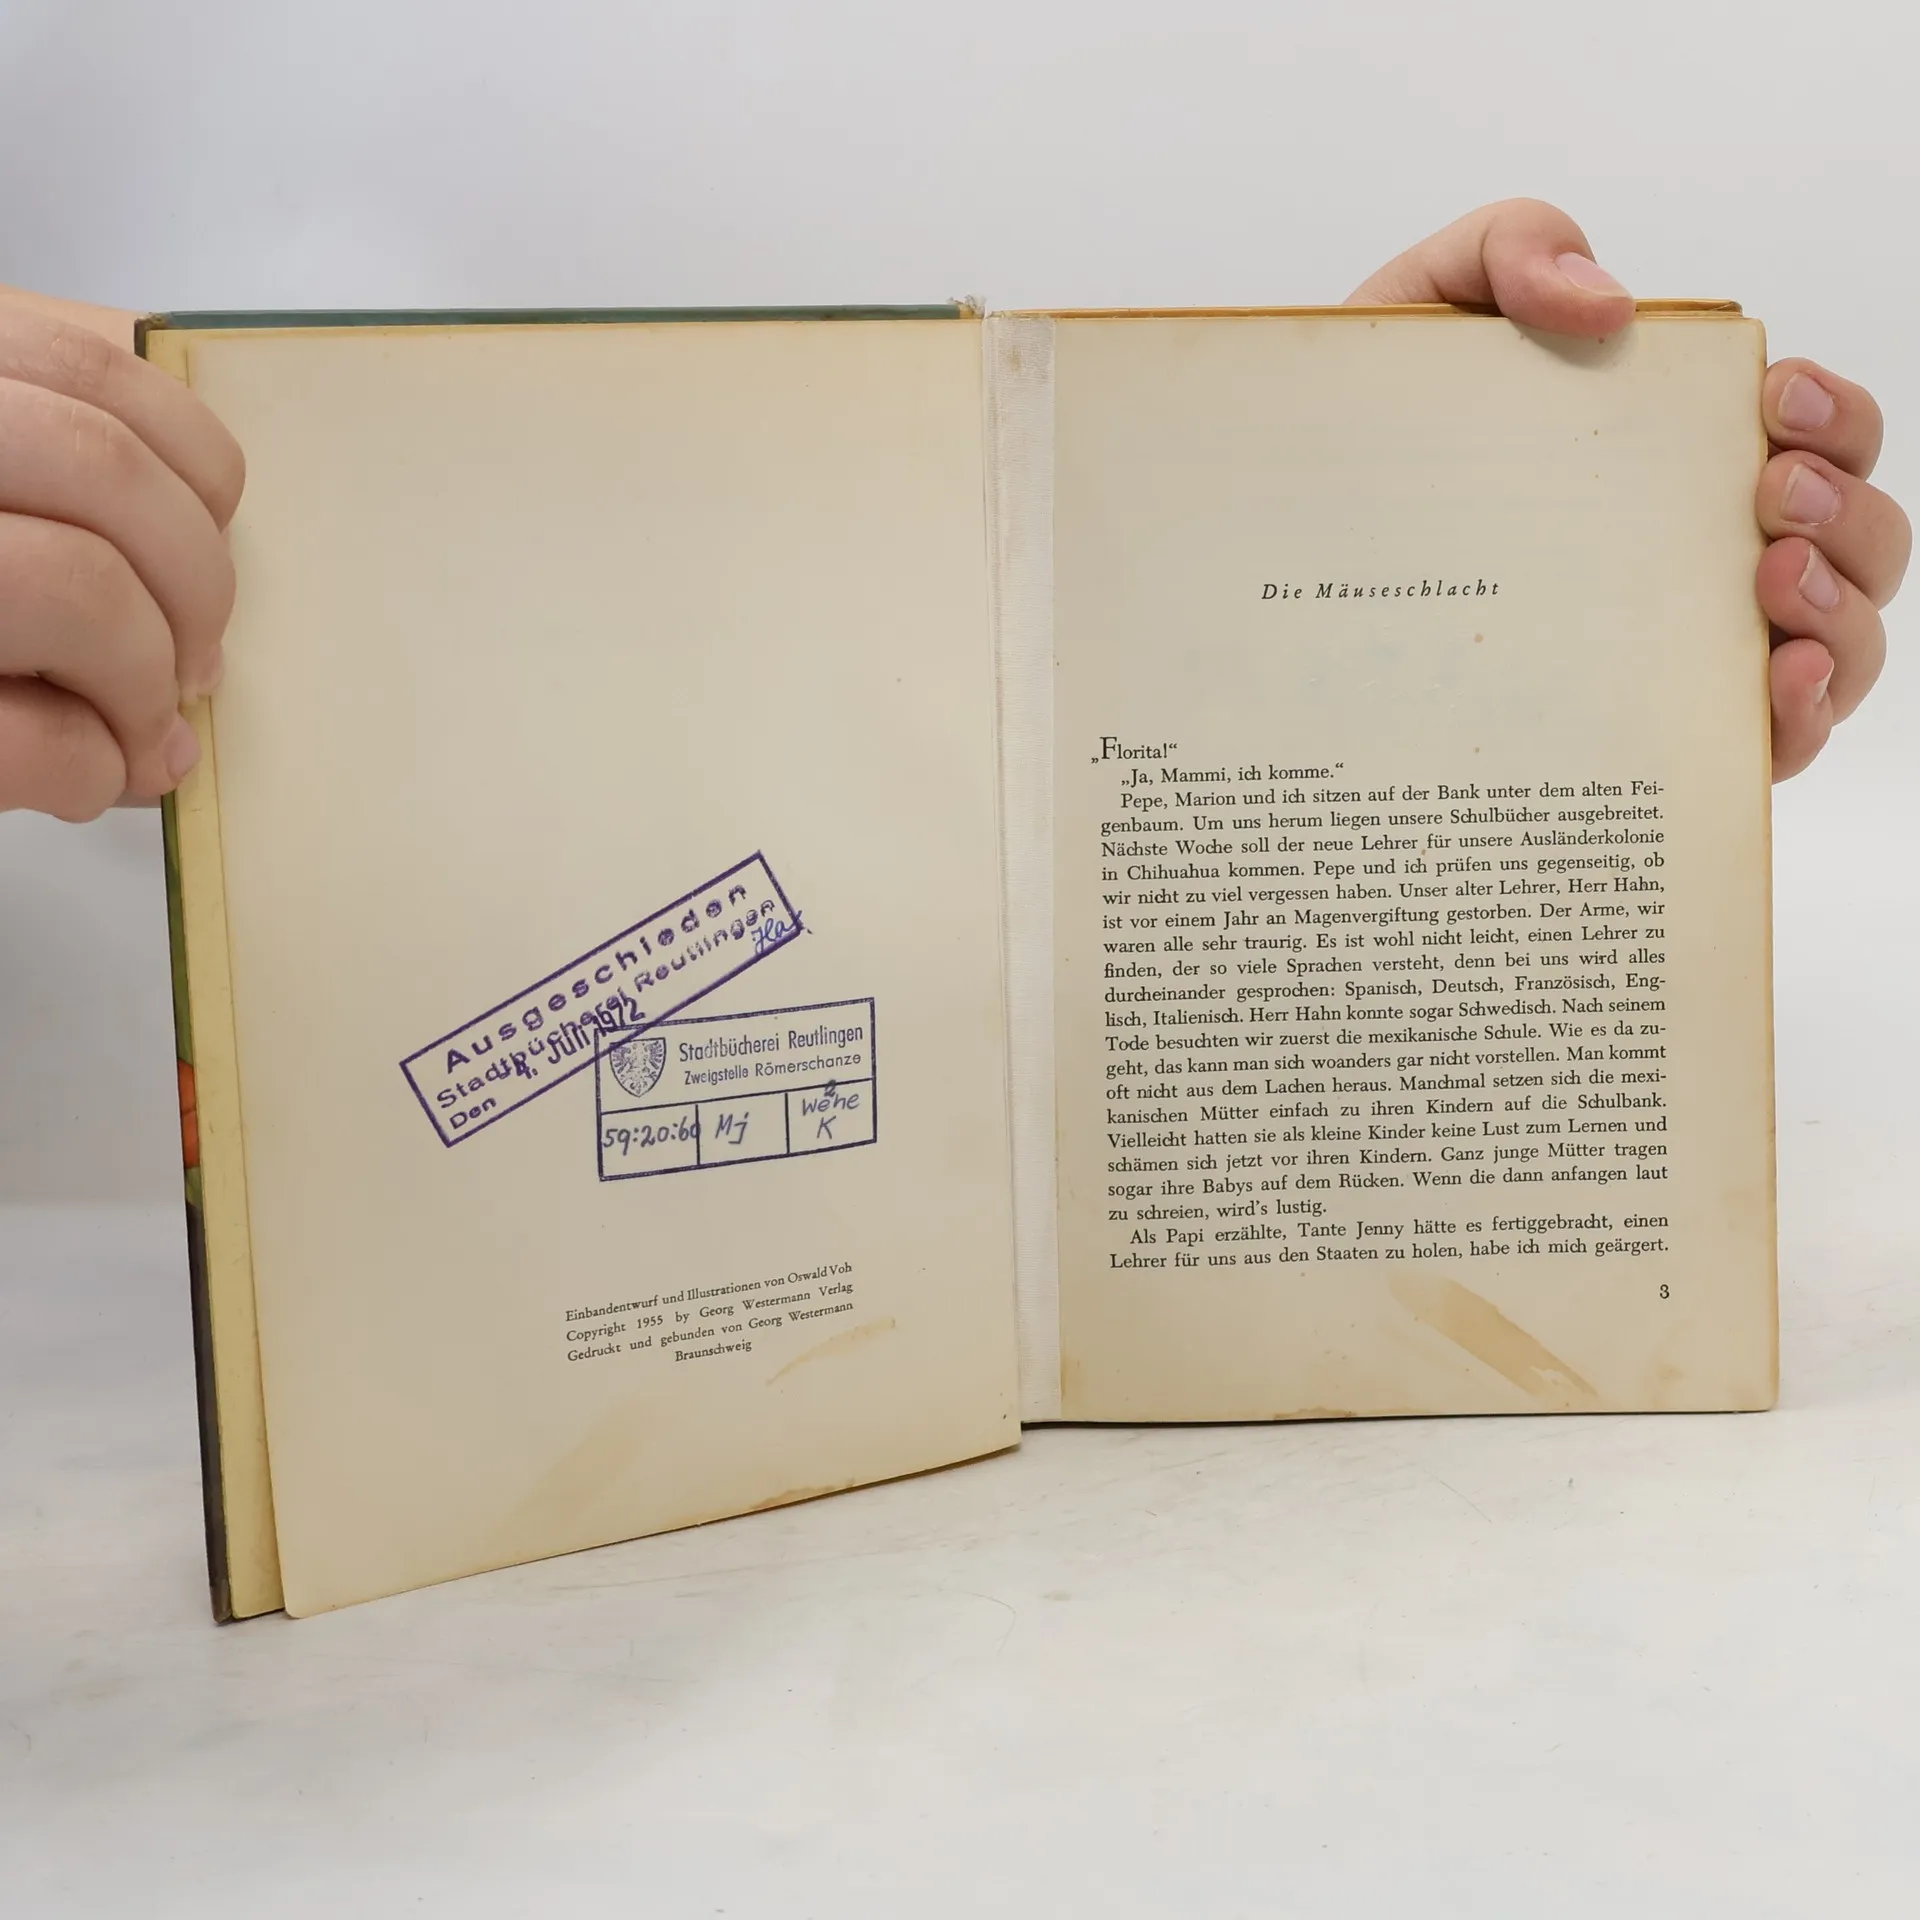 Ausgeschieden
Stadtbücherei Reutlingen
Den 4. Juli 1972
Stadtbücherei Reutlingen
Zweigstelle Römerschanze
59:20:60
Mj
2
Wehe
K
Einbandentwurf und Illustrationen von Oswald Voh
Copyright 1955 by Georg Westermann Verlag
Gedruckt und gebunden von Georg Westermann
Braunschweig
Die Mäuseschlacht
„Florita!“
„Ja, Mammi, ich komme.“
Pepe, Marion und ich sitzen auf der Bank unter dem alten Fei-
genbaum. Um uns herum liegen unsere Schulbücher ausgebreitet.
Nächste Woche soll der neue Lehrer für unsere Ausländerkolonie
in Chihuahua kommen. Pepe und ich prüfen uns gegenseitig, ob
wir nicht zu viel vergessen haben. Unser alter Lehrer, Herr Hahn,
ist vor einem Jahr an Magenvergiftung gestorben. Der Arme, wir
waren alle sehr traurig. Es ist wohl nicht leicht, einen Lehrer zu
finden, der so viele Sprachen versteht, denn bei uns wird alles
durcheinander gesprochen: Spanisch, Deutsch, Französisch, Eng-
lisch, Italienisch. Herr Hahn konnte sogar Schwedisch. Nach seinem
Tode besuchten wir zuerst die mexikanische Schule. Wie es da zu-
geht, das kann man sich woanders gar nicht vorstellen. Man kommt
oft nicht aus dem Lachen heraus. Manchmal setzen sich die mexi-
kanischen Mütter einfach zu ihren Kindern auf die Schulbank.
Vielleicht hatten sie als kleine Kinder keine Lust zum Lernen und
schämen sich jetzt vor ihren Kindern. Ganz junge Mütter tragen
sogar ihre Babys auf dem Rücken. Wenn die dann anfangen laut
zu schreien, wird's lustig.
Als Papi erzählte, Tante Jenny hätte es fertiggebracht, einen
Lehrer für uns aus den Staaten zu holen, habe ich mich geärgert.
3